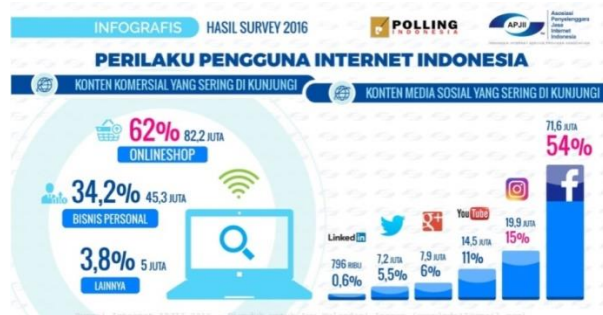 INFOGRAFIS HASIL SURVEY 2016
POLLING
INDONESIA
APJII
Asosiasi
Penyelenggara
Jasa
Internet
Indonesia
PERILAKU PENGGUNA INTERNET INDONESIA
KONTEN KOMERSIAL YANG SERING DI KUNJUNGI
62% 82,2 JUTA
ONLINESHOP
34,2% 45,3 JUTA
BISNIS PERSONAL
3,8% 5 JUTA
LAINNYA
KONTEN MEDIA SOSIAL YANG SERING DI KUNJUNGI
Linked in
796 RIBU
0,6%
7,2 JUTA
5,5%
g+
7,9 JUTA
6%
You Tube
14,5 JUTA
11%
19,9 JUTA
15%
71,6 JUTA
54%
f